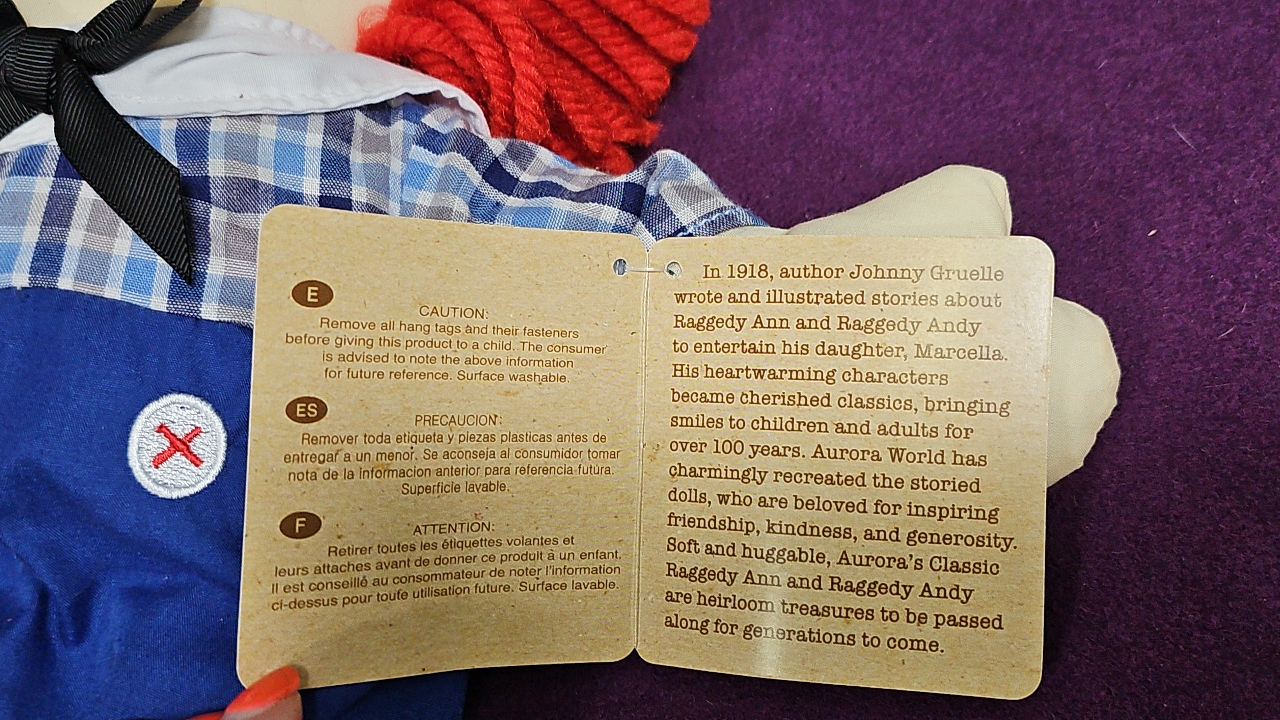 E
CAUTION:
Remove all hang tags and their fasteners
before giving this product to a child. The consumer
is advised to note the above information
for future reference. Surface washable.
ES
PRECAUCION:
Remover toda etiqueta y piezas plasticas antes de
entregar a un menor. Se aconseja al consumidor tomar
nota de la informacion anterior para referencia futura.
Superficie lavable.
F
ATTENTION:
Retirer toutes les étiquettes volantes et
leurs attaches avant de donner ce produit à un enfant.
Il est conseillé au consommateur de noter l'information
ci-dessus pour toute utilisation future. Surface lavable.
In 1918, author Johnny Gruelle
wrote and illustrated stories about
Raggedy Ann and Raggedy Andy
to entertain his daughter, Marcella.
His heartwarming characters
became cherished classics, bringing
smiles to children and adults for
over 100 years. Aurora World has
charmingly recreated the storied
dolls, who are beloved for inspiring
friendship, kindness, and generosity.
Soft and huggable, Aurora's Classic
Raggedy Ann and Raggedy Andy
are heirloom treasures to be passed
along for generations to come.